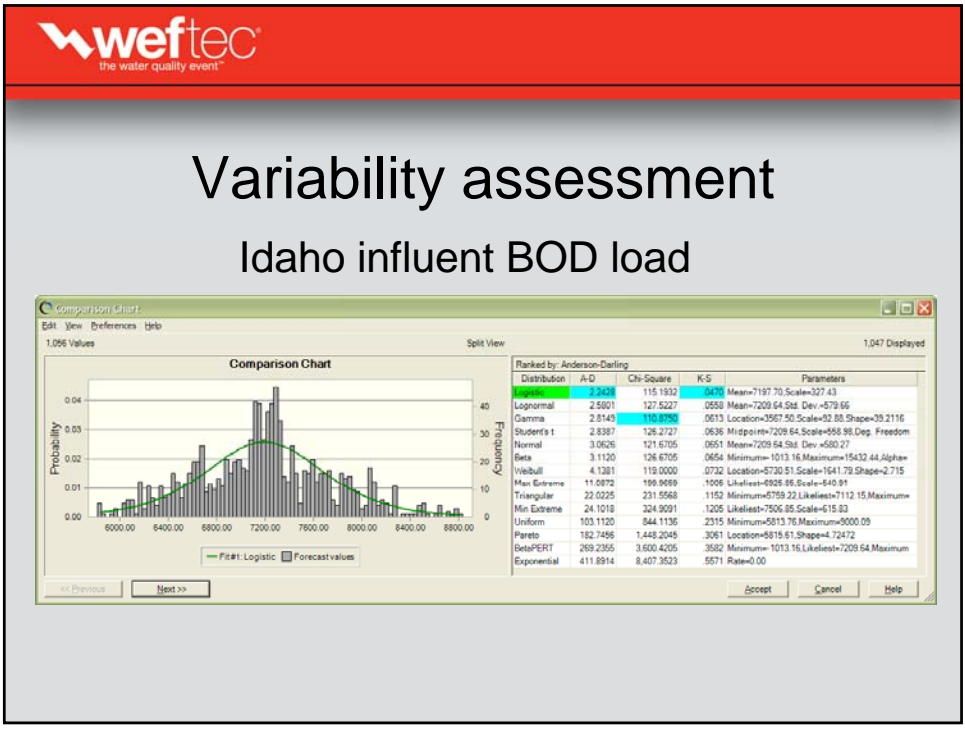 weftec
the water quality event™
Variability assessment
Idaho influent BOD load
Comparison Chart
Edit View Preferences Help
1,056 Values Split View 1,047 Displayed
Comparison Chart
Probability
0.04
0.03
0.02
0.01
0.00
Frequency
40
30
20
10
0
6000.00 6400.00 6800.00 7200.00 7600.00 8000.00 8400.00 8800.00
Fit#1: Logistic Forecast values
Ranked by: Anderson-Darling
Distribution A-D Chi-Square K-S Parameters
Logistic 2.2428 115.1932 .0470 Mean=7197.70,Scale=327.43
Lognormal 2.5801 127.5227 .0558 Mean=7209.64,Std. Dev.=579.66
Gamma 2.8149 110.8750 .0613 Location=3567.50,Scale=92.88,Shape=39.2116
Student's t 2.8387 126.2727 .0636 Midpoint=7209.64,Scale=558.98,Deg. Freedom
Normal 3.0626 121.6705 .0651 Mean=7209.64,Std. Dev.=580.27
Beta 3.1120 126.6705 .0654 Minimum=-1013.16,Maximum=15432.44,Alpha=
Weibull 4.1381 119.0000 .0732 Location=5730.51,Scale=1641.79,Shape=2.715
Max Extreme 11.0872 .1006 Likeliest=6925.85,Scale=540.91
Triangular 22.0225 231.5568 .1152 Minimum=5759.22,Likeliest=7112.15,Maximum=
Min Extreme 24.1018 324.9091 .1205 Likeliest=7506.85,Scale=615.83
Uniform 103.1120 844.1136 .2315 Minimum=5813.76,Maximum=9000.09
Pareto 182.7456 1,448.2045 .3061 Location=5815.61,Shape=4.72472
BetaPERT 269.2355 3,600.4205 .3582 Minimum=-1013.16,Likeliest=7209.64,Maximum
Exponential 411.8914 8,407.3523 .5571 Rate=0.00
<< Previous Next >> Accept Cancel Help